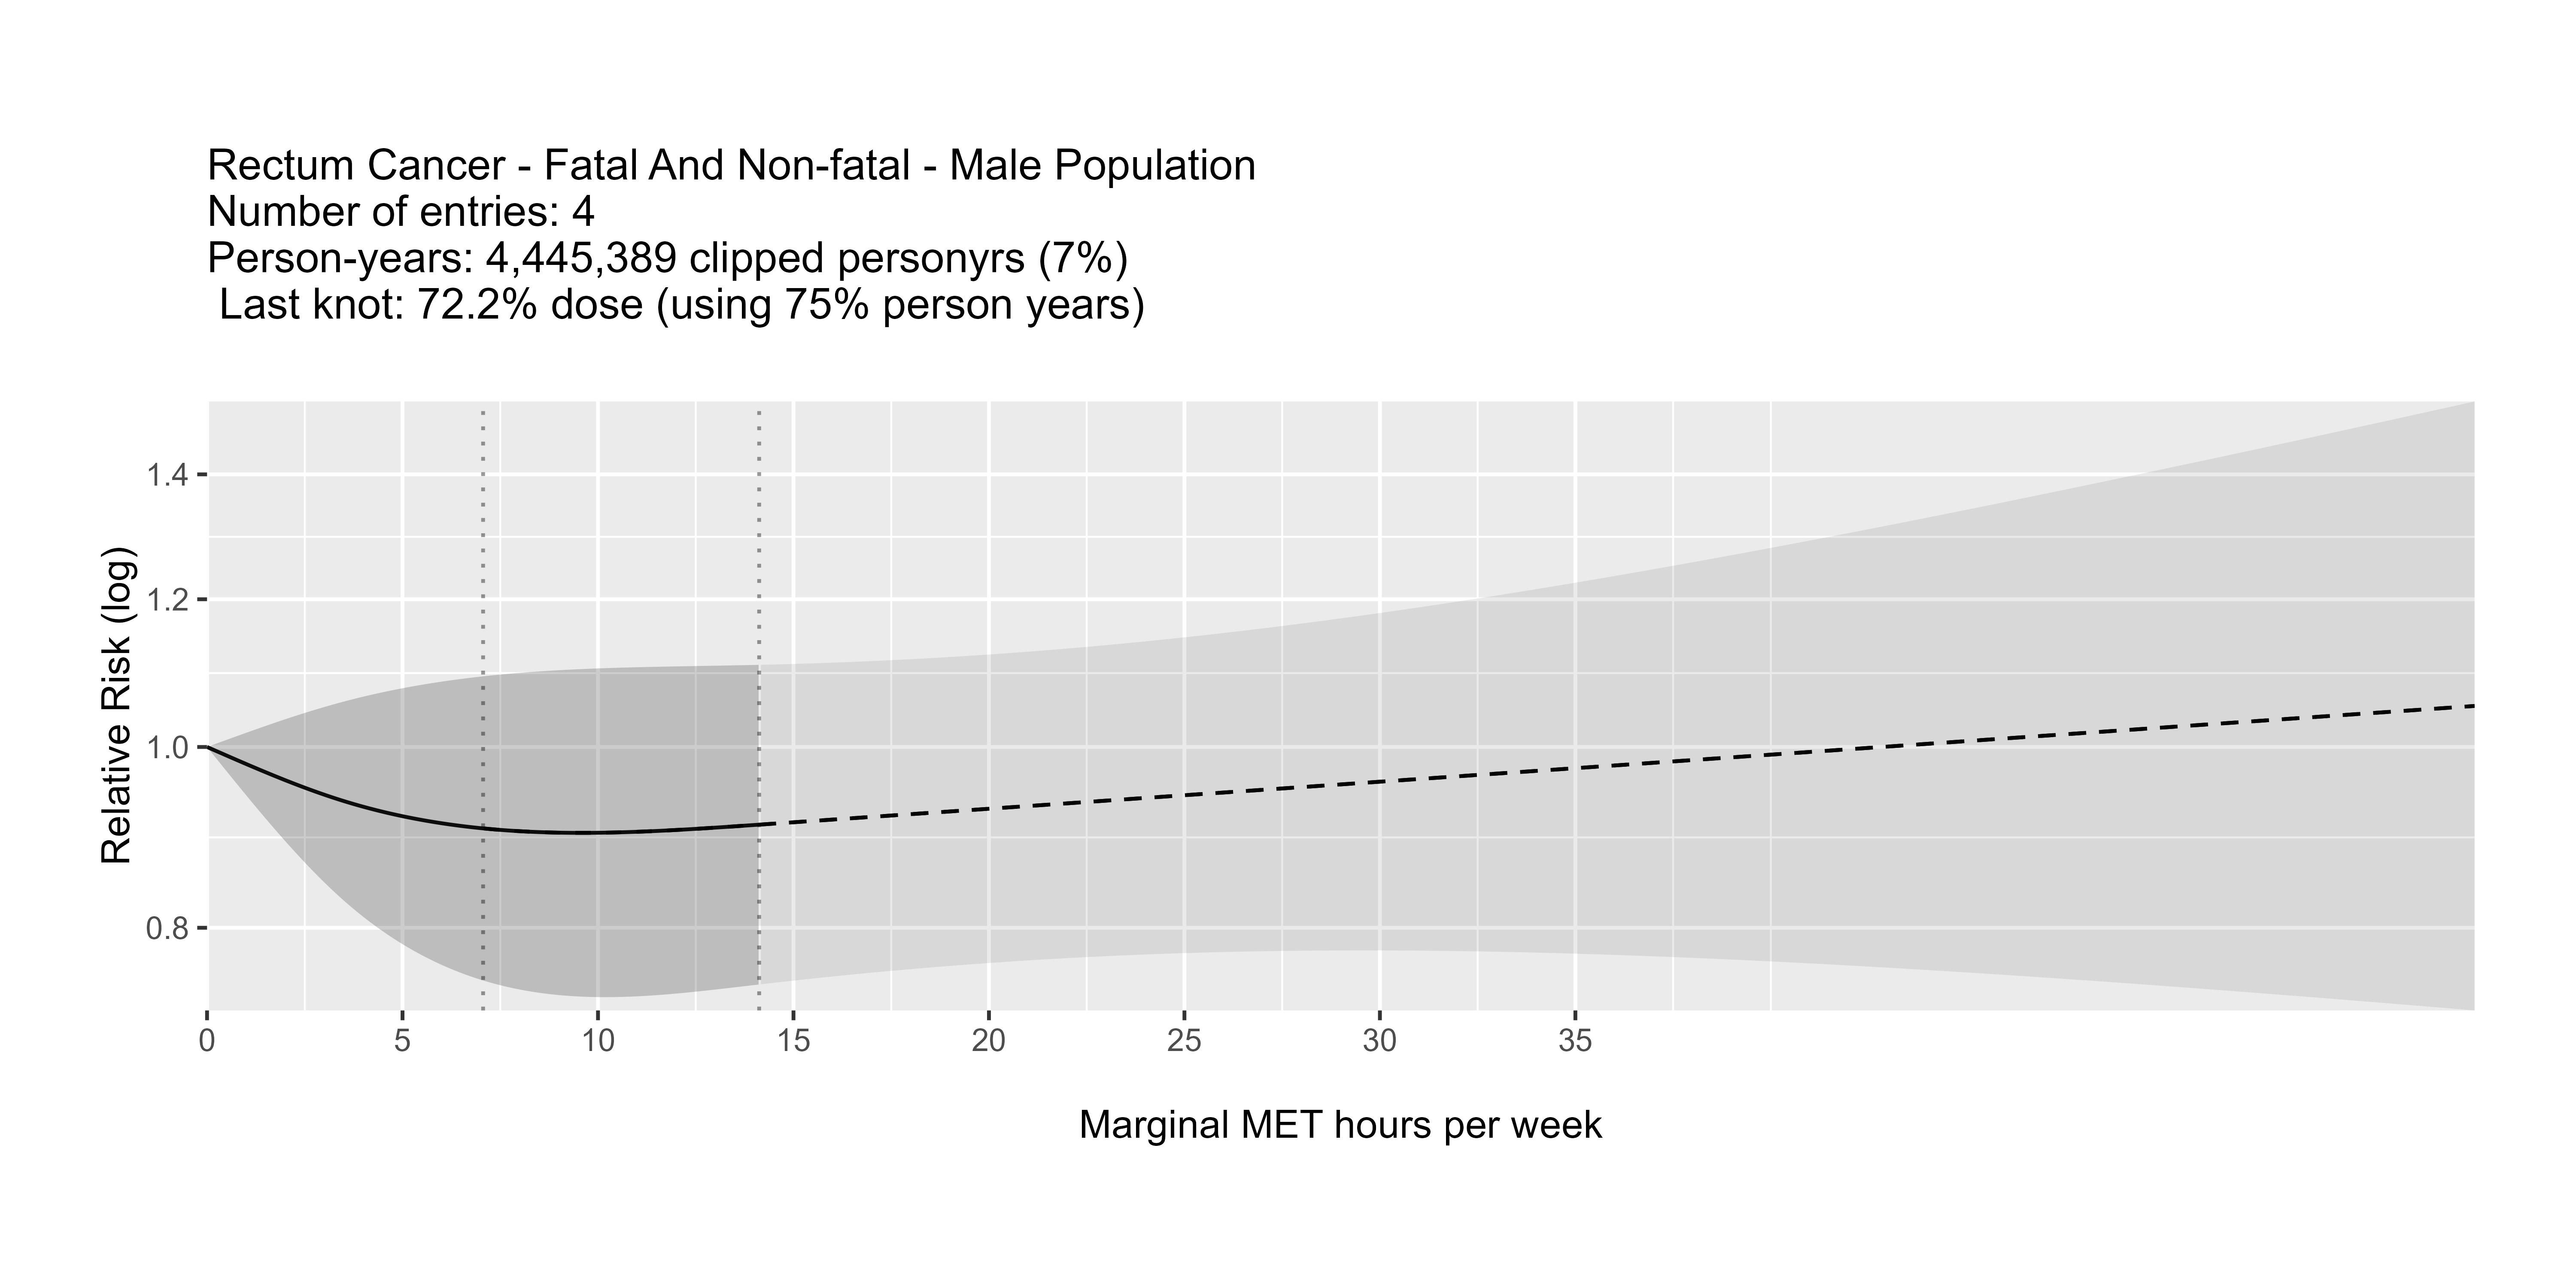 Rectum Cancer - Fatal And Non-fatal - Male Population
Number of entries: 4
Person-years: 4,445,389 clipped personyrs (7%)
Last knot: 72.2% dose (using 75% person years)
Relative Risk (log)
1.4
1.2
1.0
0.8
0 5 10 15 20 25 30 35
Marginal MET hours per week